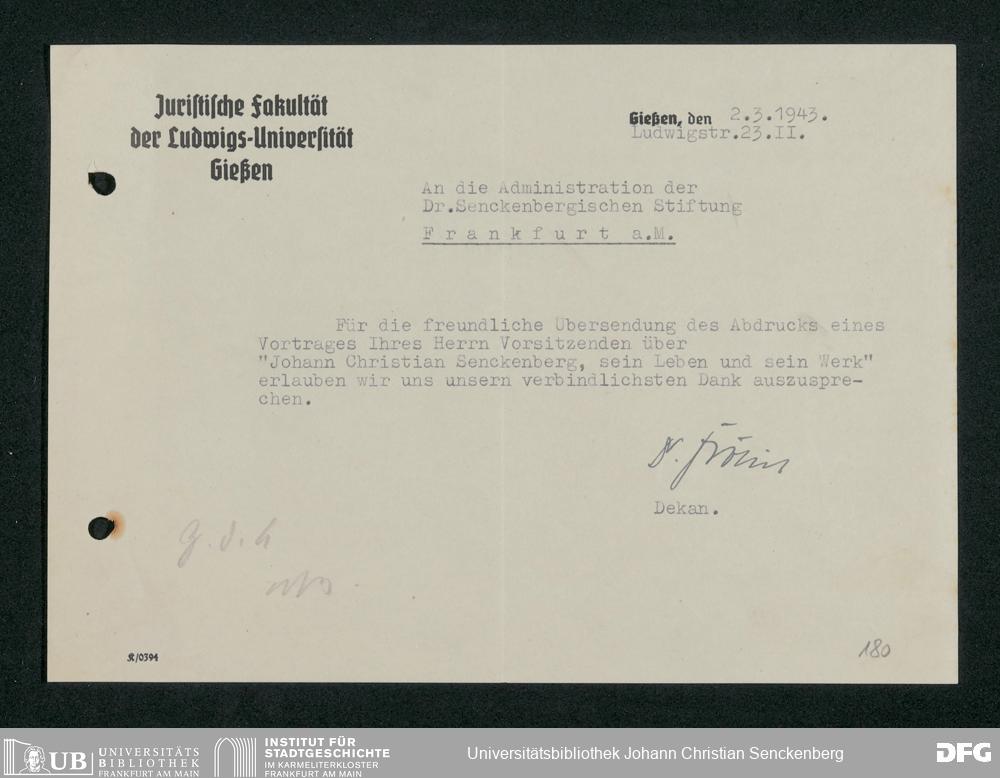 Juristische Fakultät
der Ludwigs-Universität
Gießen
Gießen, den 2.3.1943.
Ludwigstr.23.II.
An die Administration der
Dr.Senckenbergischen Stiftung
F r a n k f u r t a.M.
Für die freundliche Übersendung des Abdrucks eines
Vortrages Ihres Herrn Vorsitzenden über
"Johann Christian Senckenberg, sein Leben und sein Werk"
erlauben wir uns unsern verbindlichsten Dank auszuspre-
chen.
Dekan.
K/0394
180
UB UNIVERSITÄTS
BIBLIOTHEK
FRANKFURT AM MAIN
INSTITUT FÜR
STADTGESCHICHTE
IM KARMELITERKLOSTER
FRANKFURT AM MAIN
Universitätsbibliothek Johann Christian Senckenberg
DFG